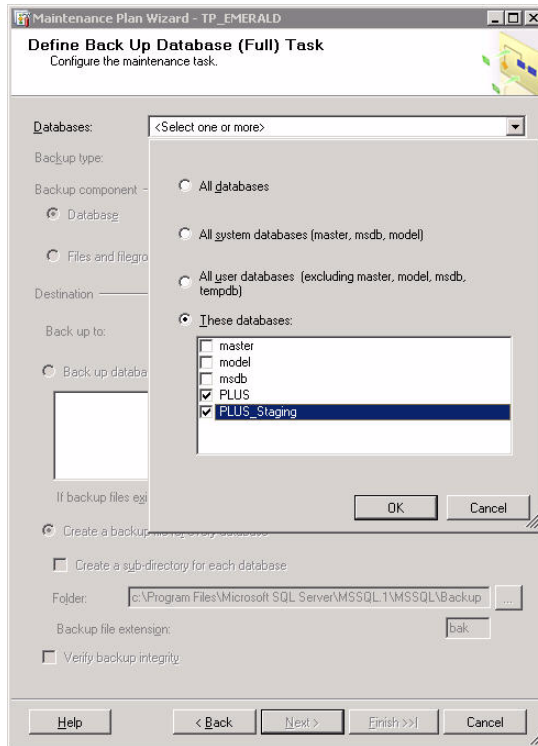 Maintenance Plan Wizard - TP_EMERALD
Define Back Up Database (Full) Task
Configure the maintenance task.
Databases:
<Select one or more>
Backup type:
All databases
Backup component
Database
All system databases (master, msdb, model)
Files and filegro
All user databases (excluding master, model, msdb,
tempdb)
Destination
These databases:
Back up to:
master
model
Back up databa
msdb
PLUS
PLUS_Staging
If backup files exi
OK
Cancel
Create a backup file for every database
Create a sub-directory for each database
Folder:
c:\Program Files\Microsoft SQL Server\MSSQL.1\MSSQL\Backup
...
Backup file extension:
bak
Verify backup integrity
Help
< Back
Next >
Finish >>|
Cancel